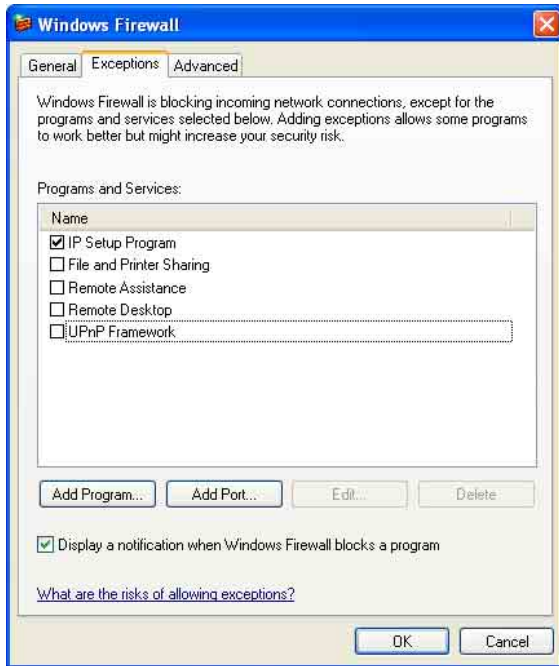 Windows Firewall
General Exceptions Advanced
Windows Firewall is blocking incoming network connections, except for the
programs and services selected below. Adding exceptions allows some programs
to work better but might increase your security risk.
Programs and Services:
Name
IP Setup Program
File and Printer Sharing
Remote Assistance
Remote Desktop
UPnP Framework
Add Program... Add Port... Edit... Delete
Display a notification when Windows Firewall blocks a program
What are the risks of allowing exceptions?
OK Cancel